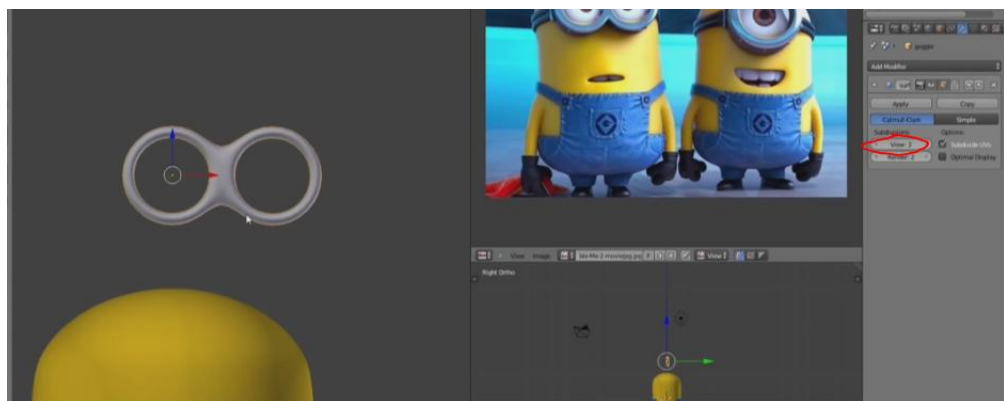 goggle
Add Modifier
Apply
Copy
Catmull-Clark
Simple
Subdivisions:
Options:
View: 2
Subdivide UVs
Render: 2
Optimal Display
View
Image
View
Right Ortho